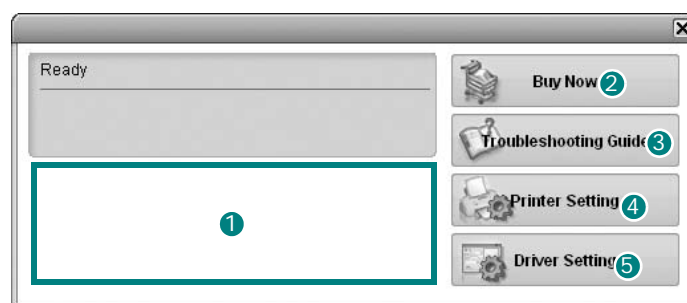 Ready
Buy Now 2
Troubleshooting Guide 3
1
Printer Setting 4
Driver Setting 5